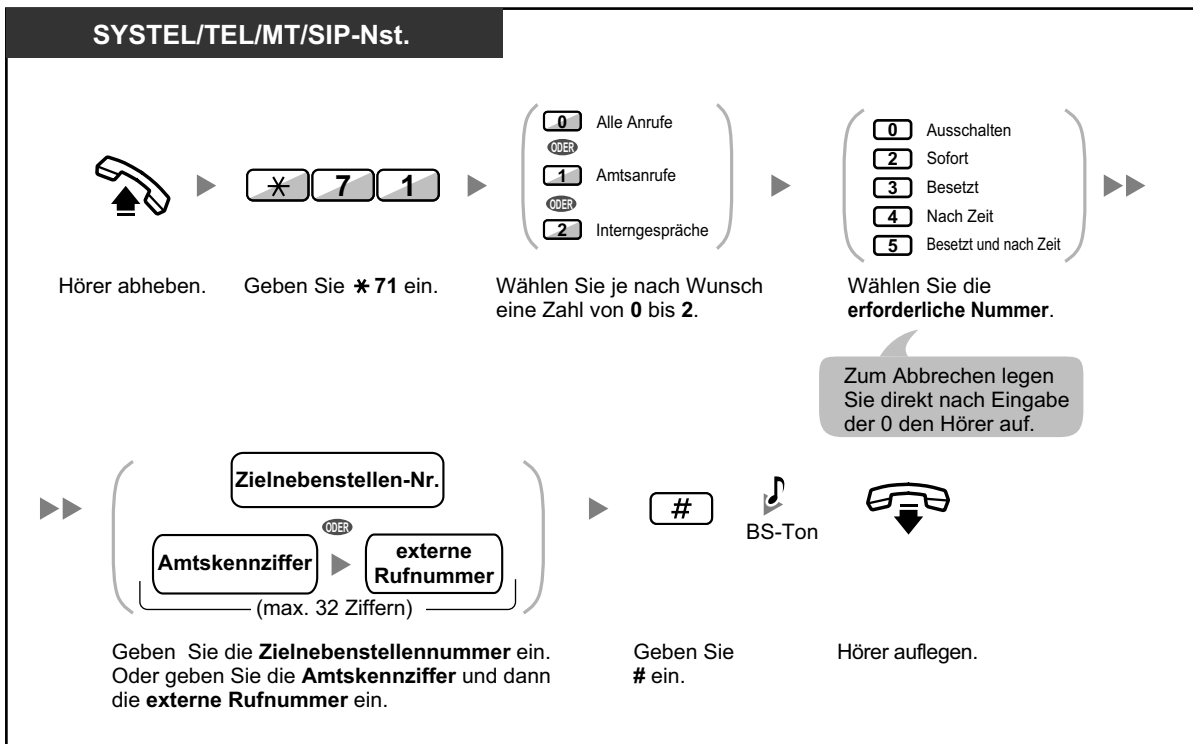 SYSTEL/TEL/MT/SIP-Nst.
0 Alle Anrufe
ODER
1 Amtsanrufe
ODER
2 Interngespräche
0 Ausschalten
2 Sofort
3 Besetzt
4 Nach Zeit
5 Besetzt und nach Zeit
* 7 1
Hörer abheben.
Geben Sie * 71 ein.
Wählen Sie je nach Wunsch
eine Zahl von 0 bis 2.
Wählen Sie die
erforderliche Nummer.
Zum Abbrechen legen
Sie direkt nach Eingabe
der 0 den Hörer auf.
Zielnebenstellen-Nr.
ODER
Amtskennziffer
externe
Rufnummer
(max. 32 Ziffern)
#
BS-Ton
Geben Sie die Zielnebenstellennummer ein.
Oder geben Sie die Amtskennziffer und dann
die externe Rufnummer ein.
Geben Sie
# ein.
Hörer auflegen.